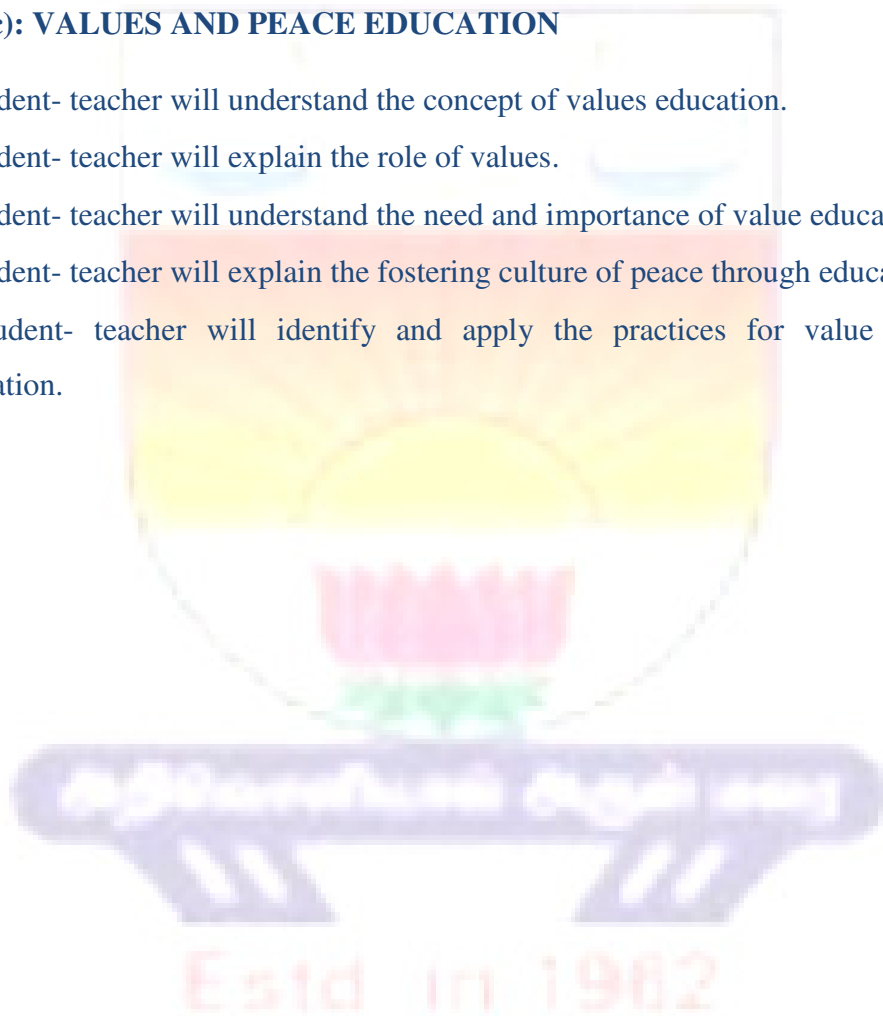 c): VALUES AND PEACE EDUCATION
dent- teacher will understand the concept of values education.
dent- teacher will explain the role of values.
dent- teacher will understand the need and importance of value educa
dent- teacher will explain the fostering culture of peace through educa
udent- teacher will identify and apply the practices for value
ation.
Estd in 1962